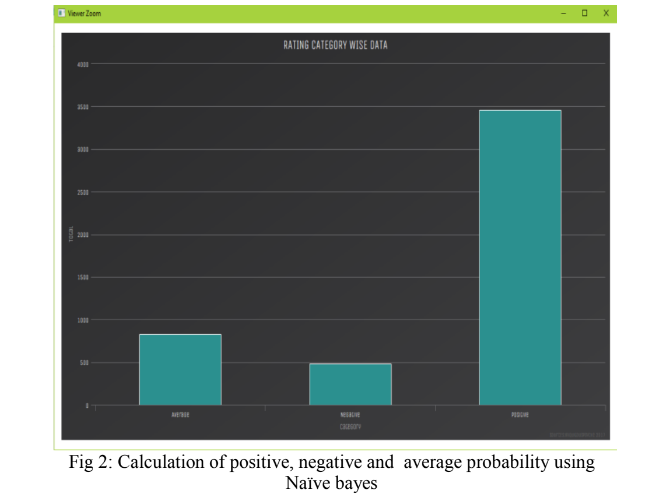 Viewer Zoom
RATING CATEGORY WISE DATA
4000
3500
3000
2500
2000
1500
1000
500
0
TOTAL
AVERAGE
NEGATIVE
POSITIVE
CATEGORY
Fig 2: Calculation of positive, negative and average probability using
Naïve bayes